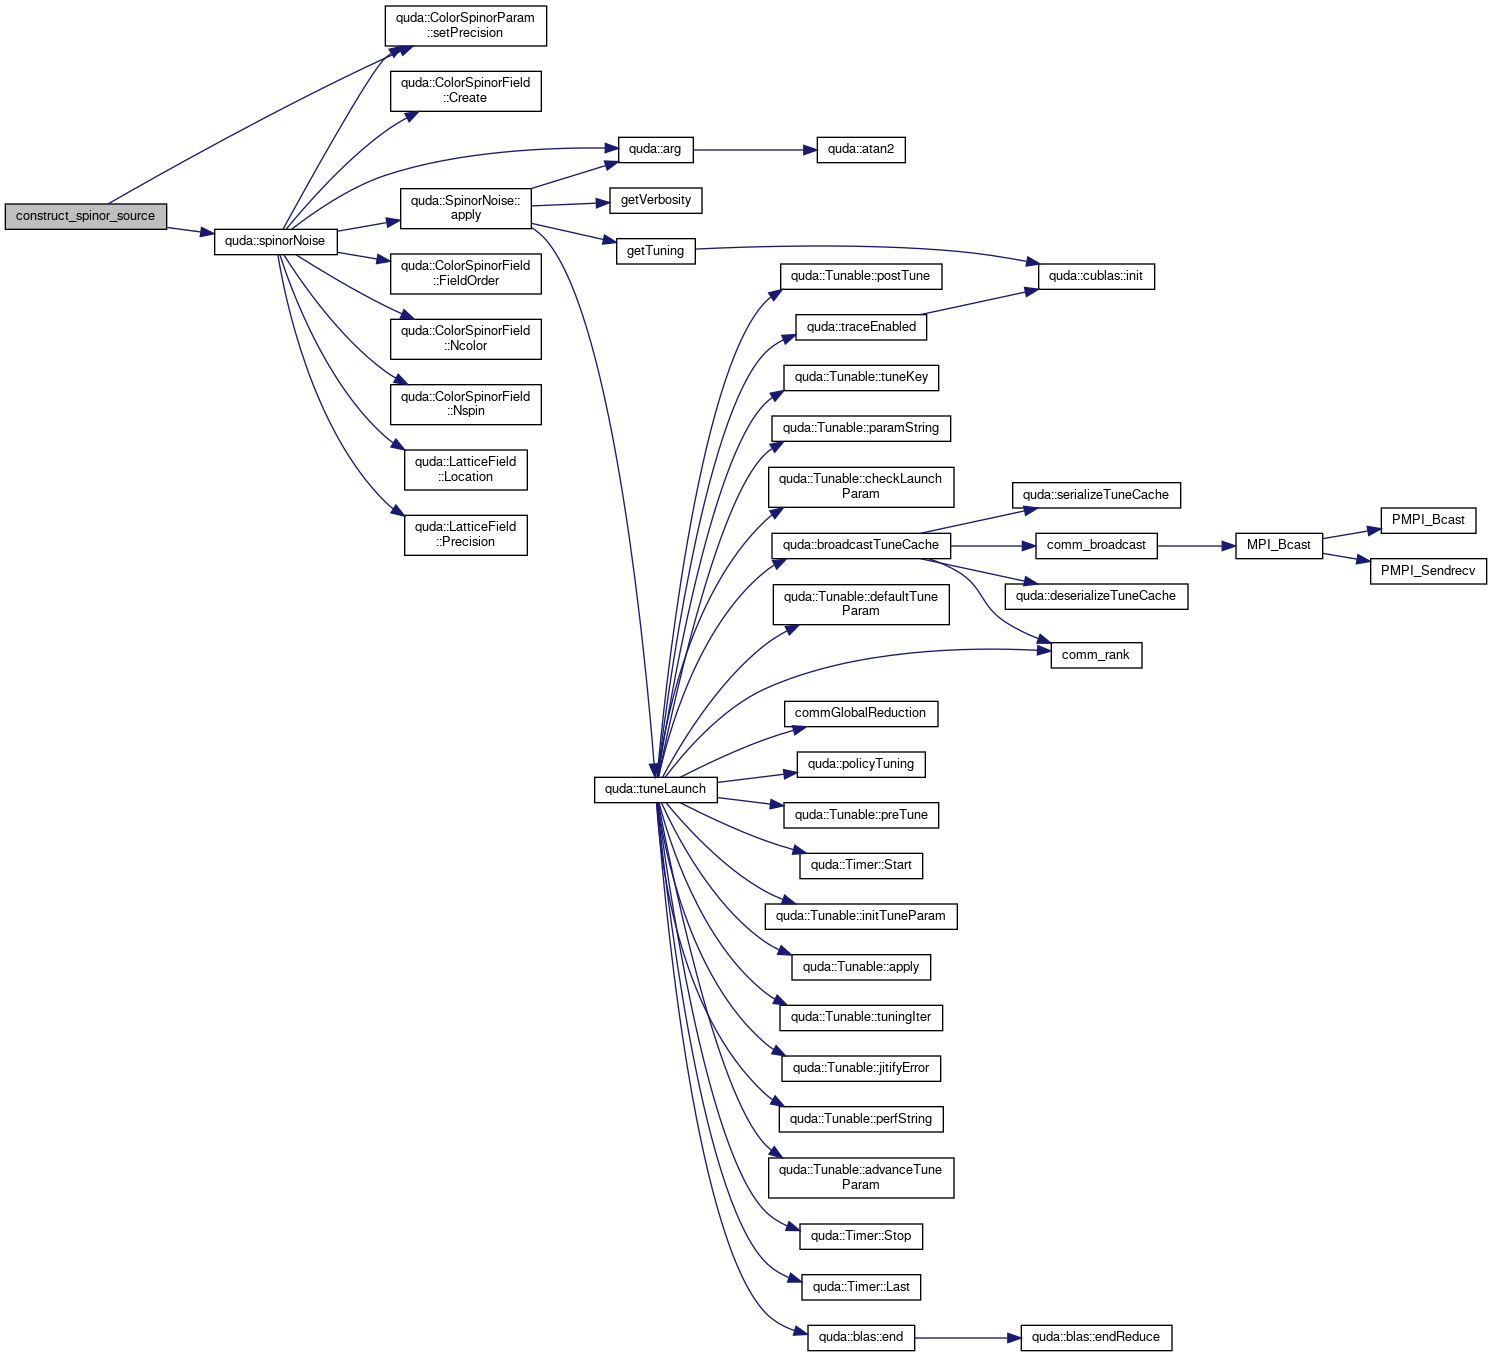 construct_spinor_source
quda::ColorSpinorParam
::setPrecision
quda::spinorNoise
quda::ColorSpinorField
::Create
quda::arg
quda::atan2
quda::SpinorNoise::
apply
getVerbosity
getTuning
quda::cublas::init
quda::ColorSpinorField
::FieldOrder
quda::ColorSpinorField
::Ncolor
quda::ColorSpinorField
::Nspin
quda::LatticeField
::Location
quda::LatticeField
::Precision
quda::tuneLaunch
quda::Tunable::postTune
quda::traceEnabled
quda::Tunable::tuneKey
quda::Tunable::paramString
quda::Tunable::checkLaunch
Param
quda::broadcastTuneCache
quda::serializeTuneCache
comm_broadcast
MPI_Bcast
PMPI_Bcast
PMPI_Sendrecv
quda::deserializeTuneCache
comm_rank
quda::Tunable::defaultTune
Param
commGlobalReduction
quda::policyTuning
quda::Tunable::preTune
quda::Timer::Start
quda::Tunable::initTuneParam
quda::Tunable::apply
quda::Tunable::tuningIter
quda::Tunable::jitifyError
quda::Tunable::perfString
quda::Tunable::advanceTune
Param
quda::Timer::Stop
quda::Timer::Last
quda::blas::end
quda::blas::endReduce